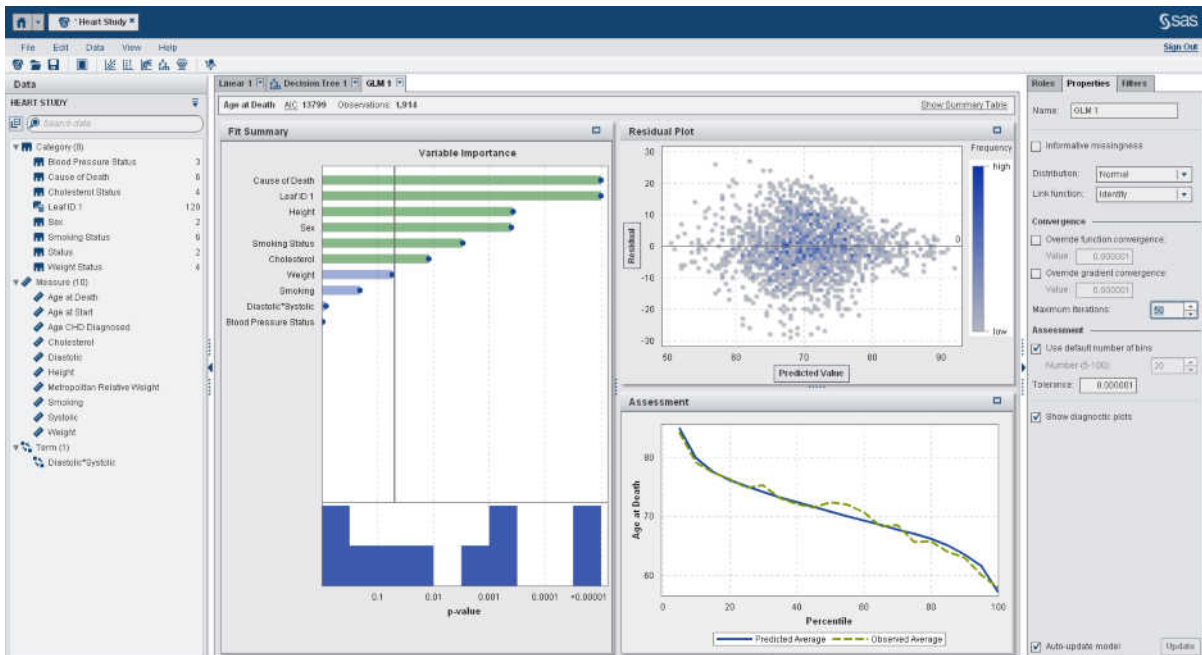 *Heart Study ×
sas
File Edit Data View Help
Sign Out
Data
HEART STUDY
Search data
Category (8)
Blood Pressure Status 3
Cause of Death 6
Cholesterol Status 4
Leaf ID 1 120
Sex 2
Smoking Status 6
Status 2
Weight Status 4
Measure (10)
Age at Death
Age at Start
Age CHD Diagnosed
Cholesterol
Diastolic
Height
Metropolitan Relative Weight
Smoking
Systolic
Weight
Term (1)
Diastolic*Systolic
Linear 1 Decision Tree 1 GLM 1
Age at Death AIC 13799 Observations: 1,914
Show Summary Table
Fit Summary
Variable Importance
Cause of Death
Leaf ID 1
Height
Sex
Smoking Status
Cholesterol
Weight
Smoking
Diastolic*Systolic
Blood Pressure Status
0.1 0.01 0.001 0.0001 <0.00001
p-value
Residual Plot
Frequency
high
low
30
20
10
0
-10
-20
-30
0
Residual
50 60 70 80 90
Predicted Value
Assessment
80
70
60
Age at Death
0 20 40 60 80 100
Percentile
Predicted Average Observed Average
Roles Properties Filters
Name: GLM 1
Informative missingness
Distribution: Normal
Link function: Identity
Convergence
Override function convergence:
Value: 0.000001
Override gradient convergence:
Value: 0.000001
Maximum iterations: 50
Assessment
Use default number of bins
Number (5-100): 20
Tolerance: 0.000001
Show diagnostic plots
Auto-update model Update